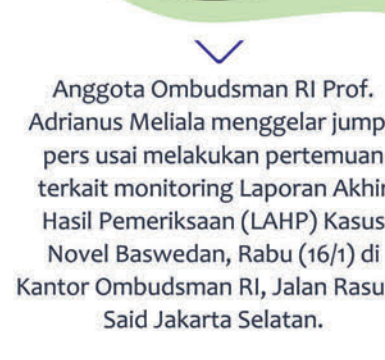 Anggota Ombudsman RI Prof.
Adrianus Meliala menggelar jump
pers usai melakukan pertemuan
terkait monitoring Laporan Akhir
Hasil Pemeriksaan (LAHP) Kasus
Novel Baswedan, Rabu (16/1) di
Kantor Ombudsman RI, Jalan Rasu
Said Jakarta Selatan.